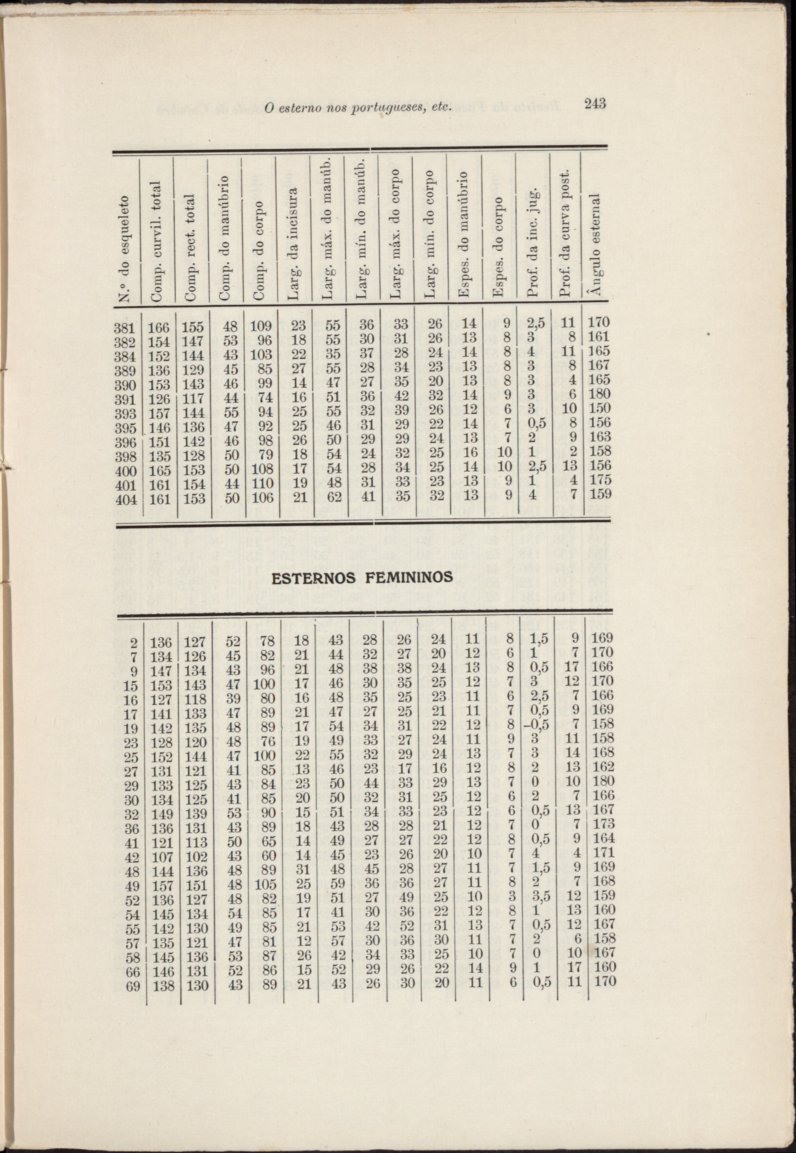 O esterno nos portugueses, etc. 243
N.º do esqueleto Comp. curvil. total Comp. rect. total Comp. do manúbrio Comp. do corpo Larg. da incisura Larg. máx. do manúb. Larg. mín. do manúb. Larg. máx. do corpo Larg. mín. do corpo Espes. do manúbrio Espes. do corpo Prof. da inc. jug. Prof. da curva post. Ângulo esternal
381 166 155 48 109 23 55 36 33 26 14 9 2,5 11 170
382 154 147 53 96 18 55 30 31 26 13 8 3 8 161
384 152 144 43 103 22 35 37 28 24 14 8 4 11 165
389 136 129 45 85 27 55 28 34 23 13 8 3 8 167
390 153 143 46 99 14 47 27 35 20 13 8 3 4 165
391 126 117 44 74 16 51 36 42 32 14 9 3 6 180
393 157 144 55 94 25 55 32 39 26 12 6 3 10 150
395 146 136 47 92 25 46 31 29 22 14 7 0,5 8 156
396 151 142 46 98 26 50 29 29 24 13 7 2 9 163
398 135 128 50 79 18 54 24 32 25 16 10 1 2 158
400 165 153 50 108 17 54 28 34 25 14 10 2,5 13 156
401 161 154 44 110 19 48 31 33 23 13 9 1 4 175
404 161 153 50 106 21 62 41 35 32 13 9 4 7 159
ESTERNOS FEMININOS
2 136 127 52 78 18 43 28 26 24 11 8 1,5 9 169
7 134 126 45 82 21 44 32 27 20 12 6 1 7 170
9 147 134 43 96 21 48 38 38 24 13 8 0,5 17 166
15 153 143 47 100 17 46 30 35 25 12 7 3 12 170
16 127 118 39 80 16 48 35 25 23 11 6 2,5 7 166
17 141 133 47 89 21 47 27 25 21 11 7 0,5 9 169
19 142 135 48 89 17 54 34 31 22 12 8 -0,5 7 158
23 128 120 48 76 19 49 33 27 24 11 9 3 11 158
25 152 144 47 100 22 55 32 29 24 13 7 3 14 168
27 131 121 41 85 13 46 23 17 16 12 8 2 13 162
29 133 125 43 84 23 50 44 33 29 13 7 0 10 180
30 134 125 41 85 20 50 32 31 25 12 6 2 7 166
32 149 139 53 90 15 51 34 33 23 12 6 0,5 13 167
36 136 131 43 89 18 43 28 28 21 12 7 0 7 173
41 121 113 50 65 14 49 27 27 22 12 8 0,5 9 164
42 107 102 43 60 14 45 23 26 20 10 7 4 4 171
48 144 136 48 89 31 48 45 28 27 11 7 1,5 9 169
49 157 151 48 105 25 59 36 36 27 11 8 2 7 168
52 136 127 48 82 19 51 27 49 25 10 3 3,5 12 159
54 145 134 54 85 17 41 30 36 22 12 8 1 13 160
55 142 130 49 85 21 53 42 52 31 13 7 0,5 12 167
57 135 121 47 81 12 57 30 36 30 11 7 2 6 158
58 145 136 53 87 26 42 34 33 25 10 7 0 10 167
66 146 131 52 86 15 52 29 26 22 14 9 1 17 160
69 138 130 43 89 21 43 26 30 20 11 6 0,5 11 170